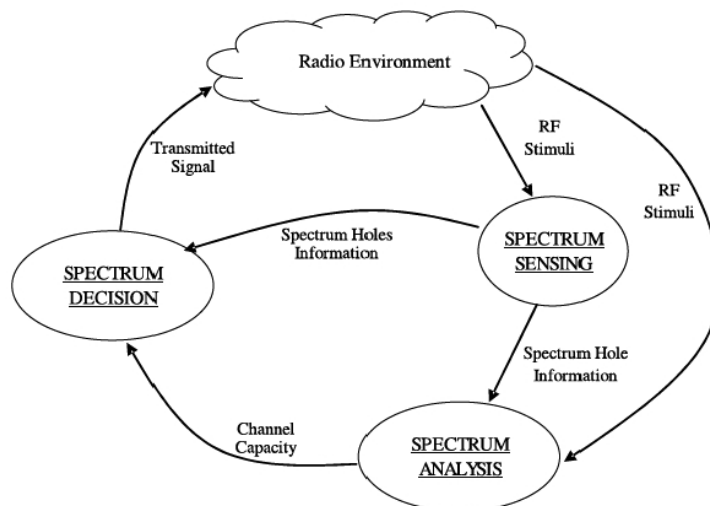 Radio Environment
RF
Stimuli
Transmitted
Signal
RF
Stimuli
Spectrum Holes
Information
SPECTRUM
SENSING
SPECTRUM
DECISION
Spectrum Hole
Information
Channel
Capacity
SPECTRUM
ANALYSIS